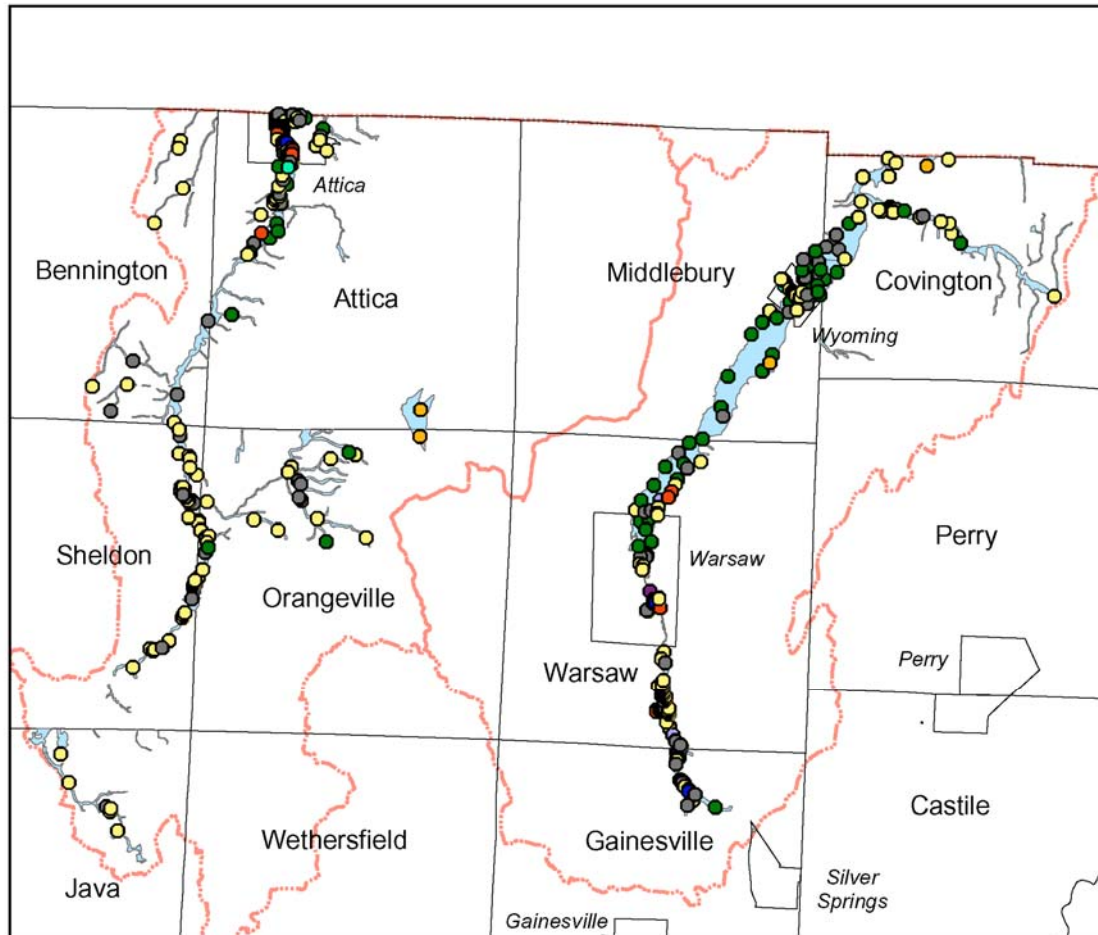 Attica
Bennington
Attica
Middlebury
Covington
Wyoming
Sheldon
Orangeville
Warsaw
Perry
Warsaw
Perry
Wethersfield
Gainesville
Castile
Java
Silver
Springs
Gainesville